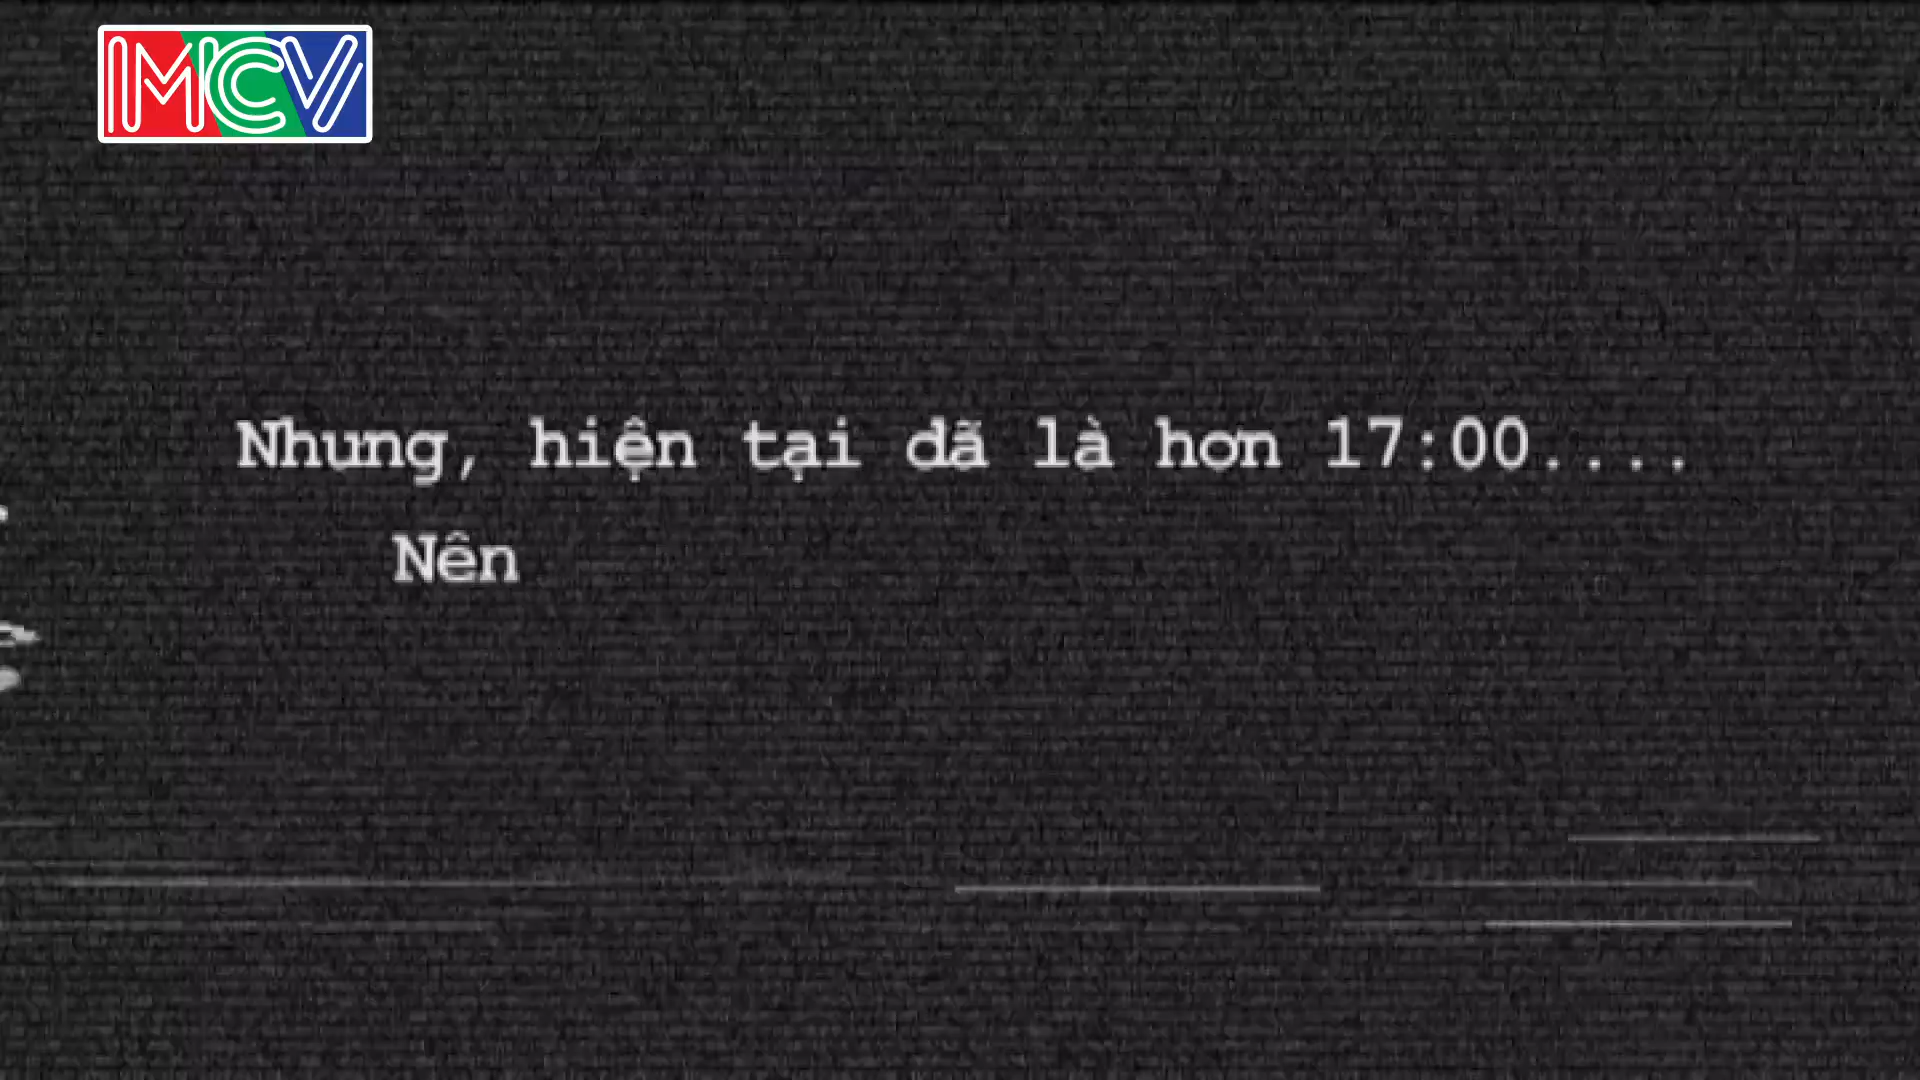 MCV
Nhưng, hiện tại đã là hơn 17:00....
Nên